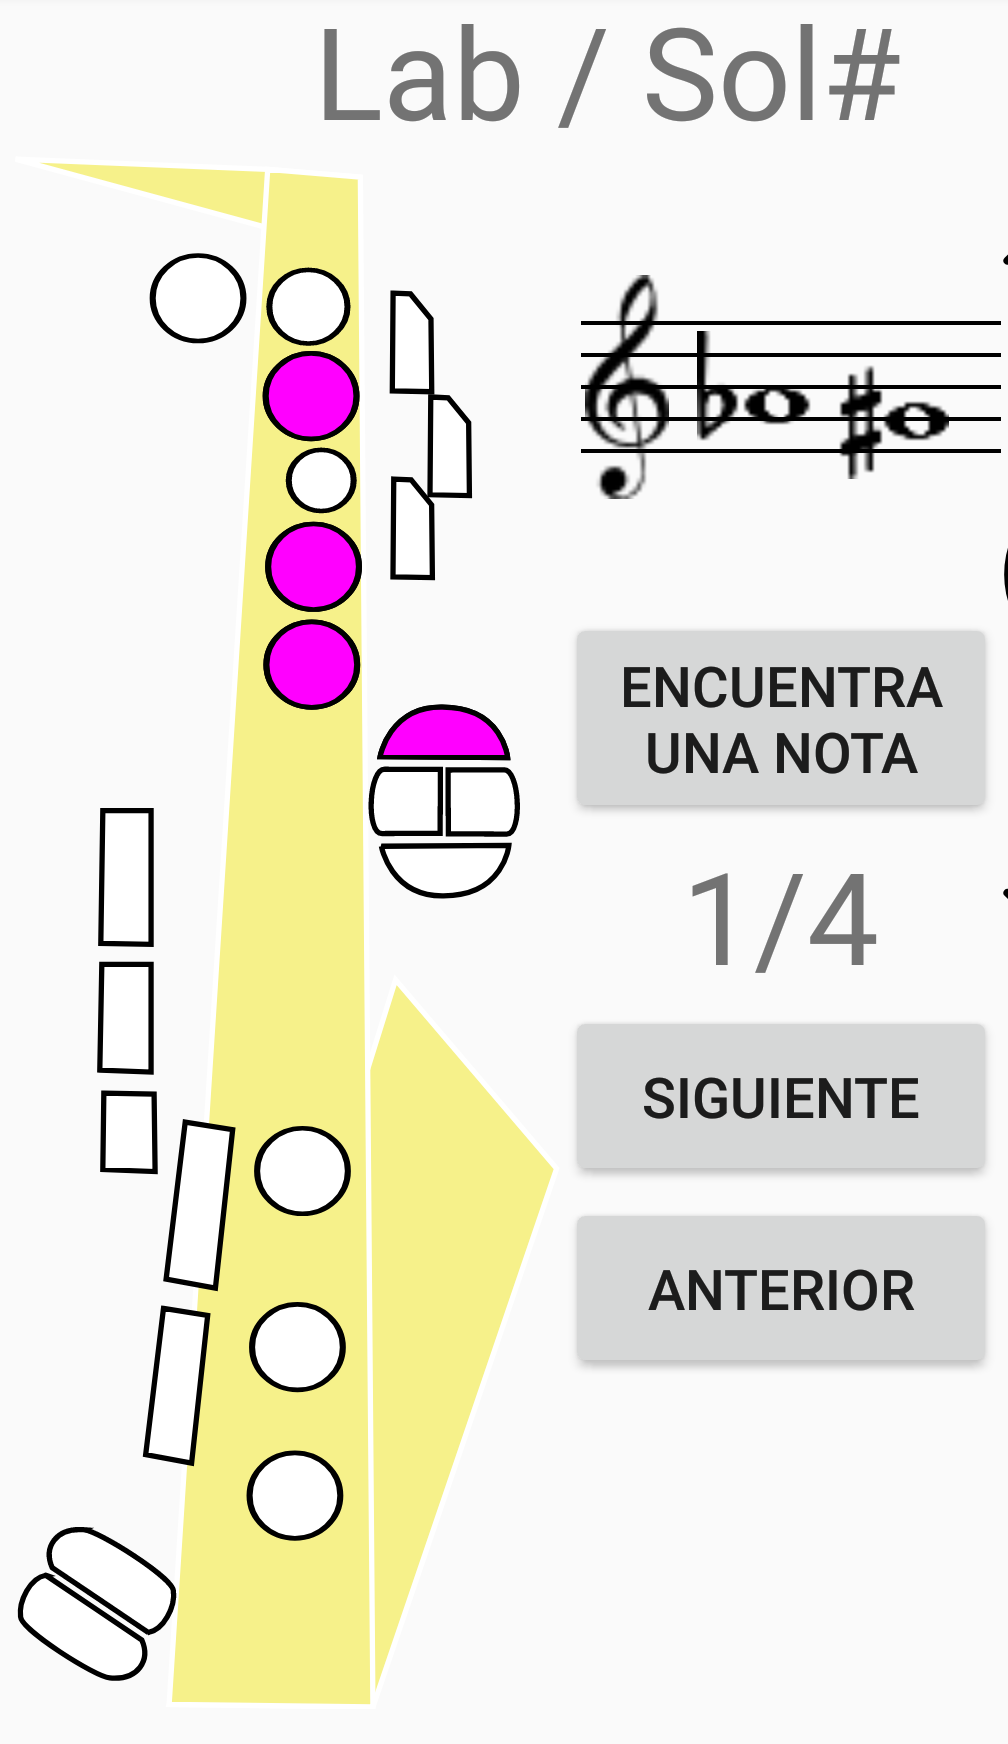 Lab / Sol#
ENCUENTRA
UNA NOTA
1/4
SIGUIENTE
ANTERIOR